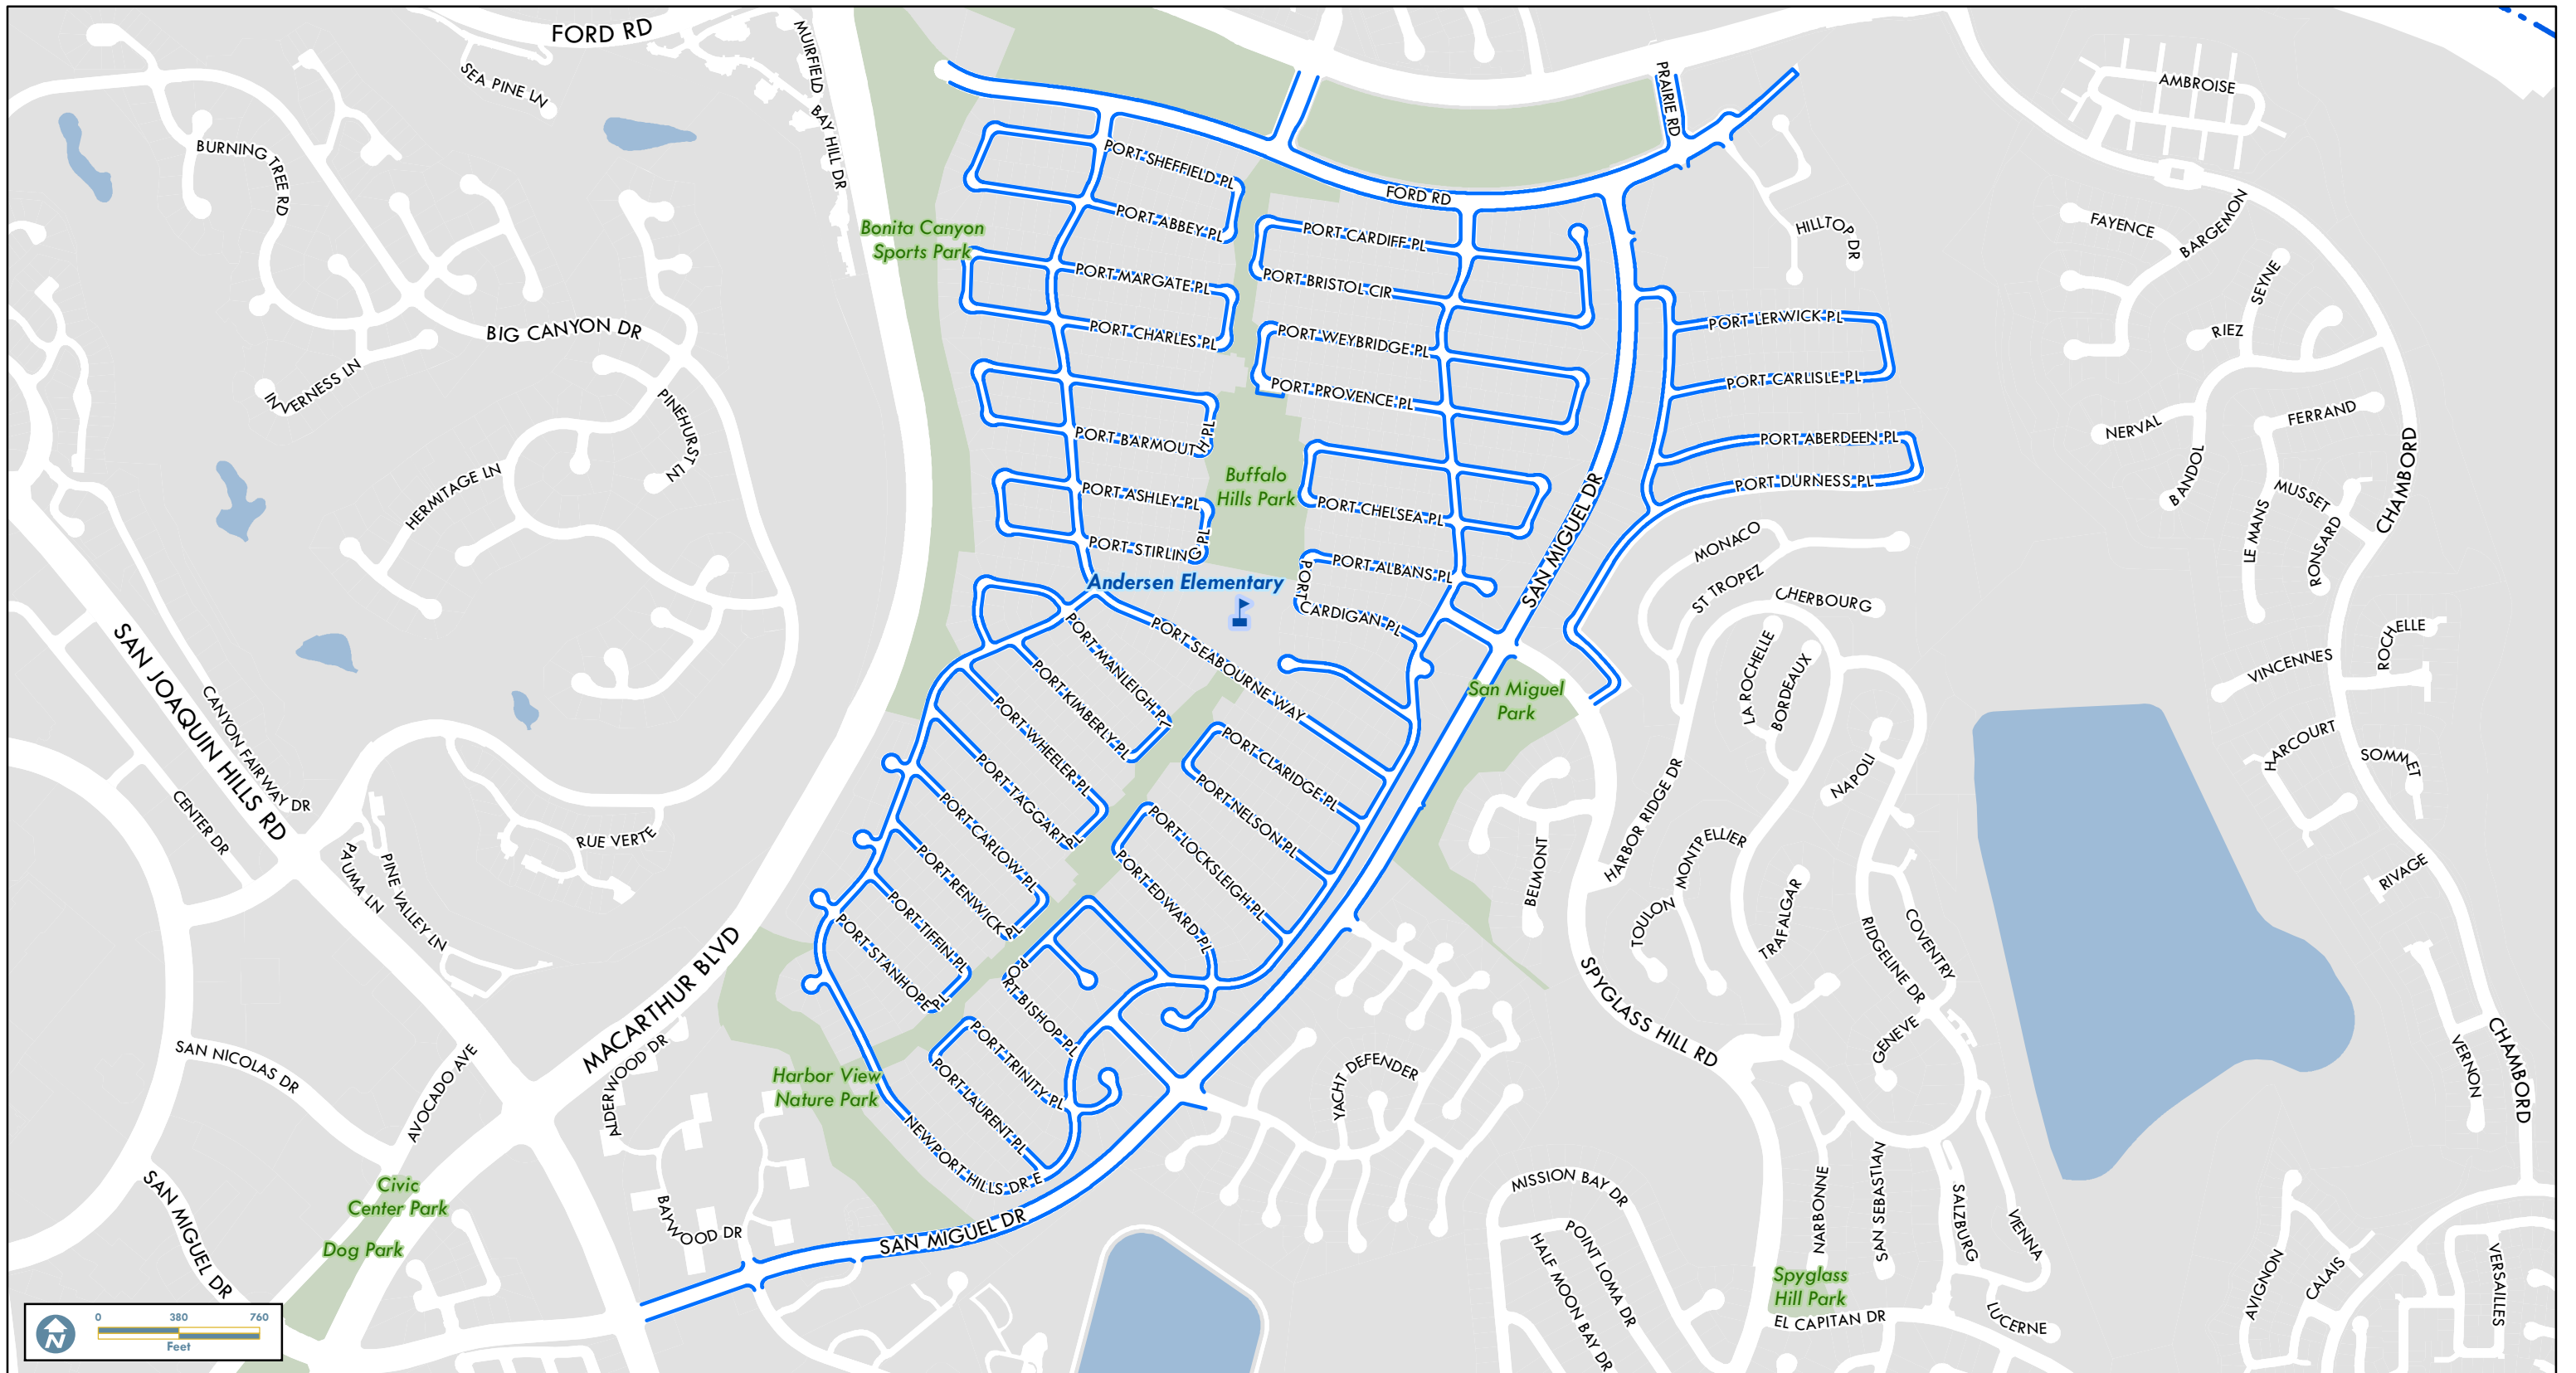 FORD RD
SEA PINE LN
MUIRFIELD
BAY HILL DR
BURNING TREE RD
BIG CANYON DR
INVERNESS LN
PINEHURST LN
HERMITAGE LN
SAN JOAQUIN HILLS RD
CANYON FAIRWAY DR
CENTER DR
PAUMA LN
PINE VALLEY LN
RUE VERTE
MACARTHUR BLVD
ALDERWOOD DR
SAN NICOLAS DR
AVOCADO AVE
SAN MIGUEL DR
BAYWOOD DR
Civic
Center Park
Dog Park
Bonita Canyon
Sports Park
PORT SHEFFIELD PL
PORT ABBEY PL
PORT MARGATE PL
PORT CHARLES PL
PORT BARMOUTH PL
PORT ASHLEY PL
PORT STIRLING PL
FORD RD
PRAIRIE RD
PORT CARDIFF PL
PORT BRISTOL CIR
PORT WEYBRIDGE PL
PORT PROVENCE PL
Buffalo
Hills Park
PORT CHELSEA PL
PORT ALBANS PL
PORT CARDIGAN PL
Andersen Elementary
PORT SEABOURNE WAY
PORT MANLEIGH PL
PORT KIMBERLY PL
PORT WHEELER PL
PORT TAGGART PL
PORT CARLOW PL
PORT RENWICK PL
PORT TIFFIN PL
PORT STANHOPE PL
PORT CLARIDGE PL
PORT NELSON PL
PORT LOCKSLEIGH PL
PORT EDWARD PL
PORT BISHOP PL
PORT TRINITY PL
PORT LAURENT PL
NEWPORT HILLS DR E
Harbor View
Nature Park
SAN MIGUEL DR
SAN MIGUEL DR
San Miguel
Park
PORT LERWICK PL
PORT CARLISLE PL
PORT ABERDEEN PL
PORT DURNESS PL
HILLTOP DR
MONACO
ST TROPEZ
CHERBOURG
LA ROCHELLE
BORDEAUX
NAPOLI
HARBOR RIDGE DR
MONTPELLIER
TOULON
TRAFALGAR
BELMONT
RIDGELINE DR
COVENTRY
GENEVE
SPYGLASS HILL RD
YACHT DEFENDER
MISSION BAY DR
POINT LOMA DR
HALF MOON BAY DR
NARBONNE
SAN SEBASTIAN
SALZBURG
VIENNA
LUCERNE
EL CAPITAN DR
Spyglass
Hill Park
AMBROISE
FAYENCE
BARGEMON
SEYNE
RIEZ
NERVAL
BANDOL
FERRAND
LE MANS
MUSSET
RONSARD
CHAMBORD
ROCHELLE
VINCENNES
HARCOURT
SOMMET
RIVAGE
VERNON
CHAMBORD
AVIGNON
CALAIS
VERSAILLES
N
0 380 760
Feet